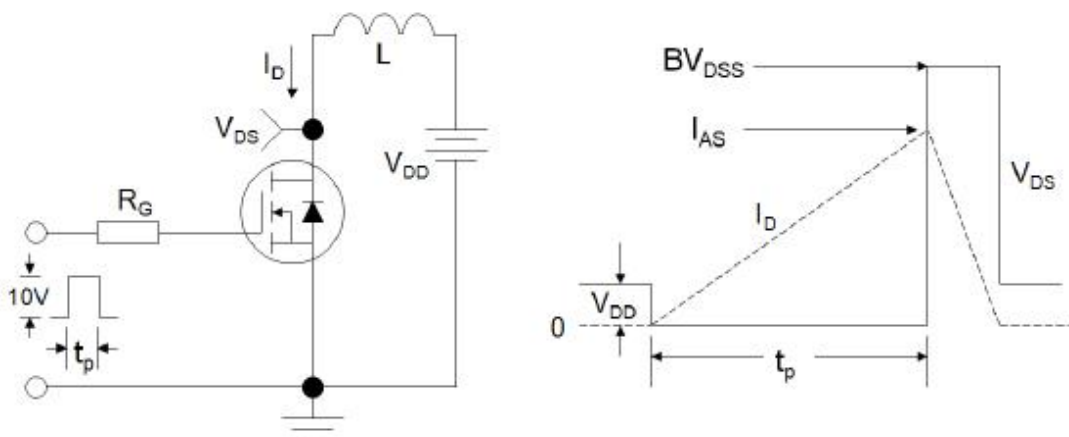 L
I_D
V_DS
V_DD
R_G
10V
t_p
BV_DSS
I_AS
V_DS
I_D
V_DD
0
t_p